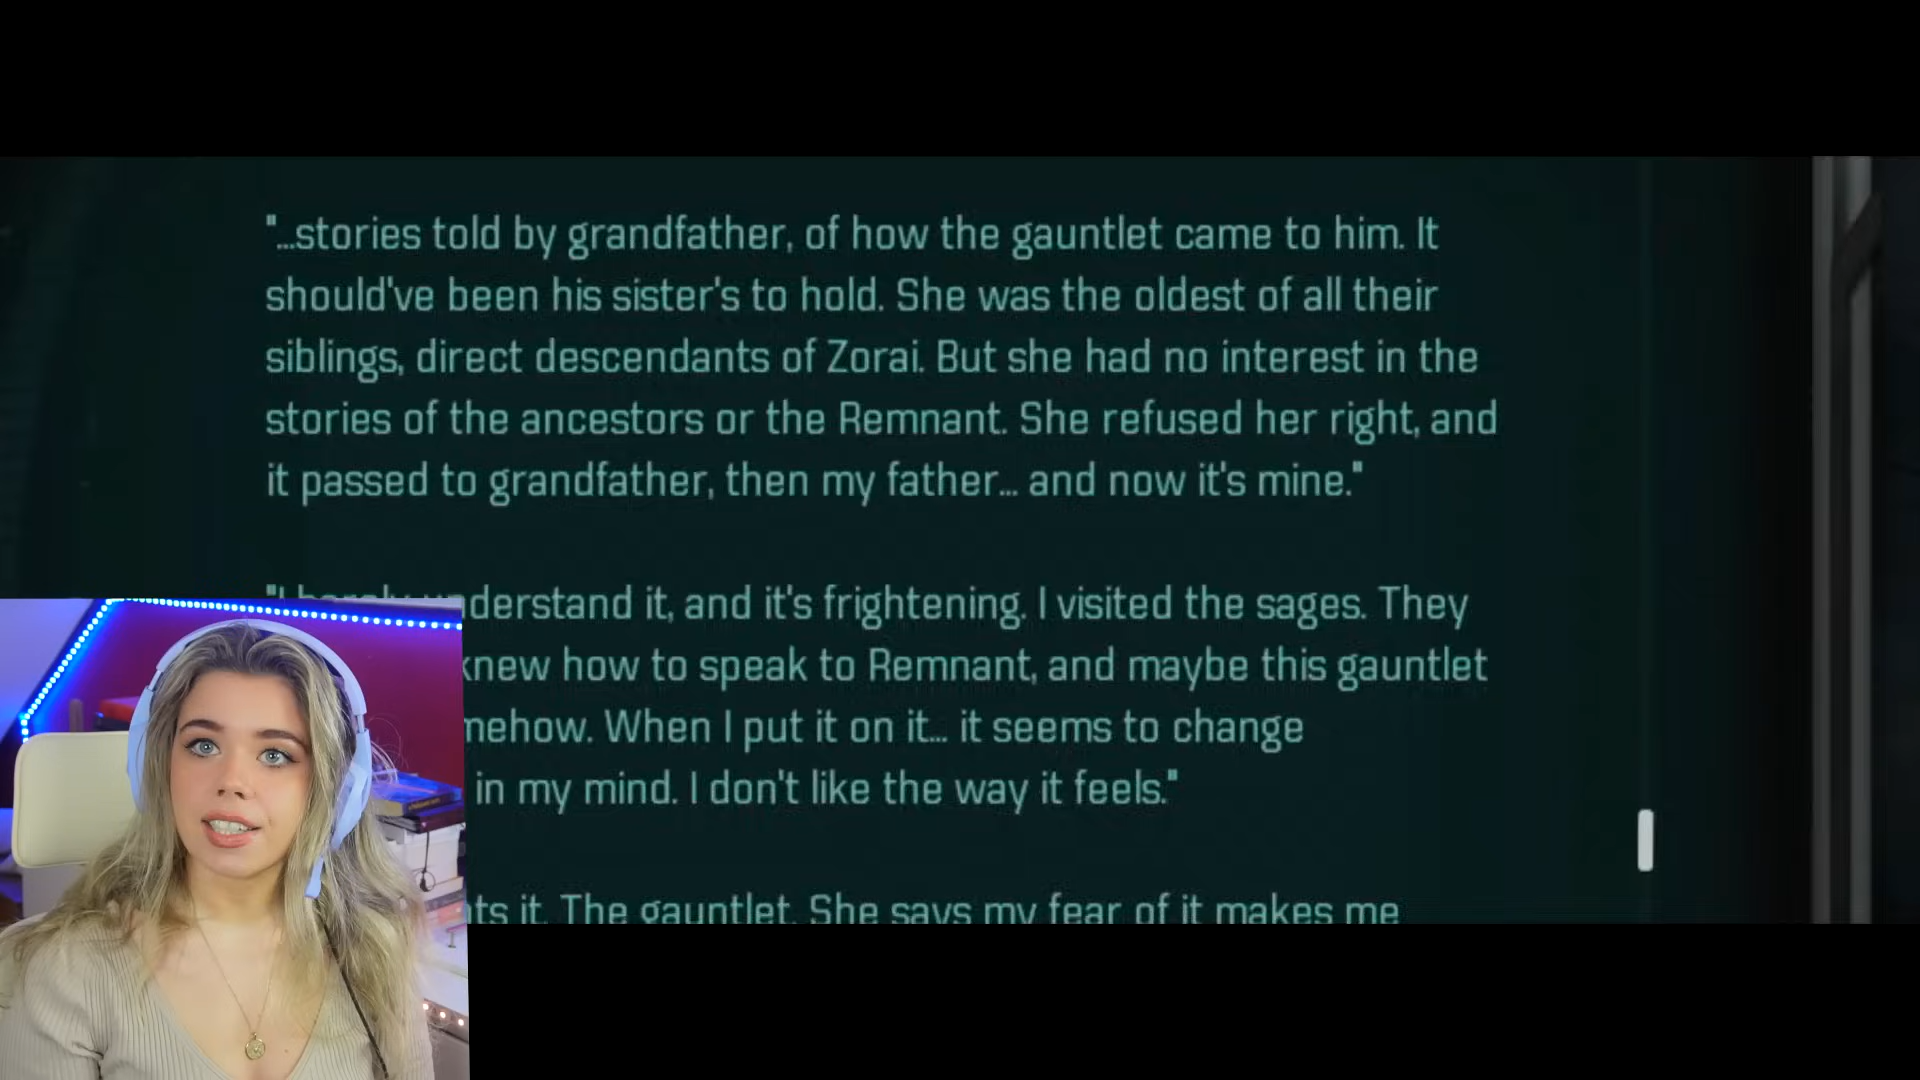 "...stories told by grandfather, of how the gauntlet came to him. It
should've been his sister's to hold. She was the oldest of all their
siblings, direct descendants of Zorai. But she had no interest in the
stories of the ancestors or the Remnant. She refused her right, and
it passed to grandfather, then my father... and now it's mine."
"I barely understand it, and it's frightening. I visited the sages. They
knew how to speak to Remnant, and maybe this gauntlet
When I put it on it... it seems to change
in my mind. I don't like the way it feels."
it. The gauntlet. She says my fear of it makes me